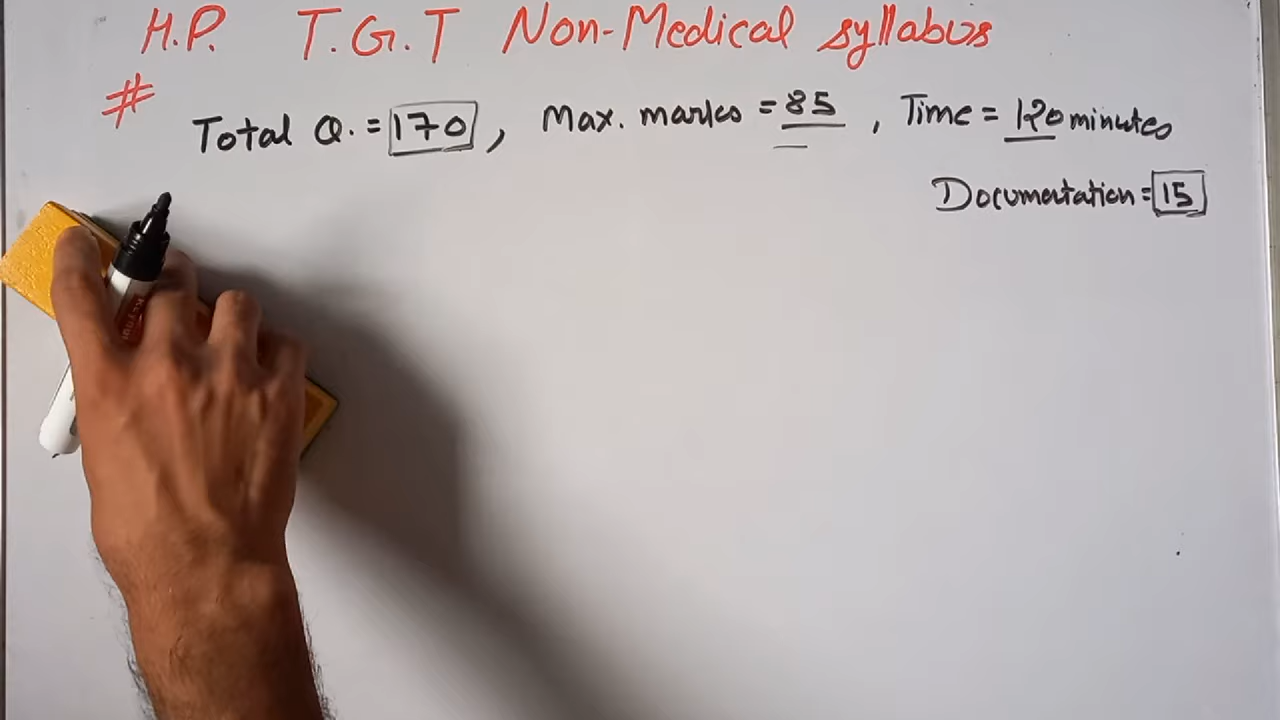 H.P. T.G.T Non-Medical syllabus
# Total Q. = 170, Max. marks = 85, Time = 120 minutes
Documentation = 15